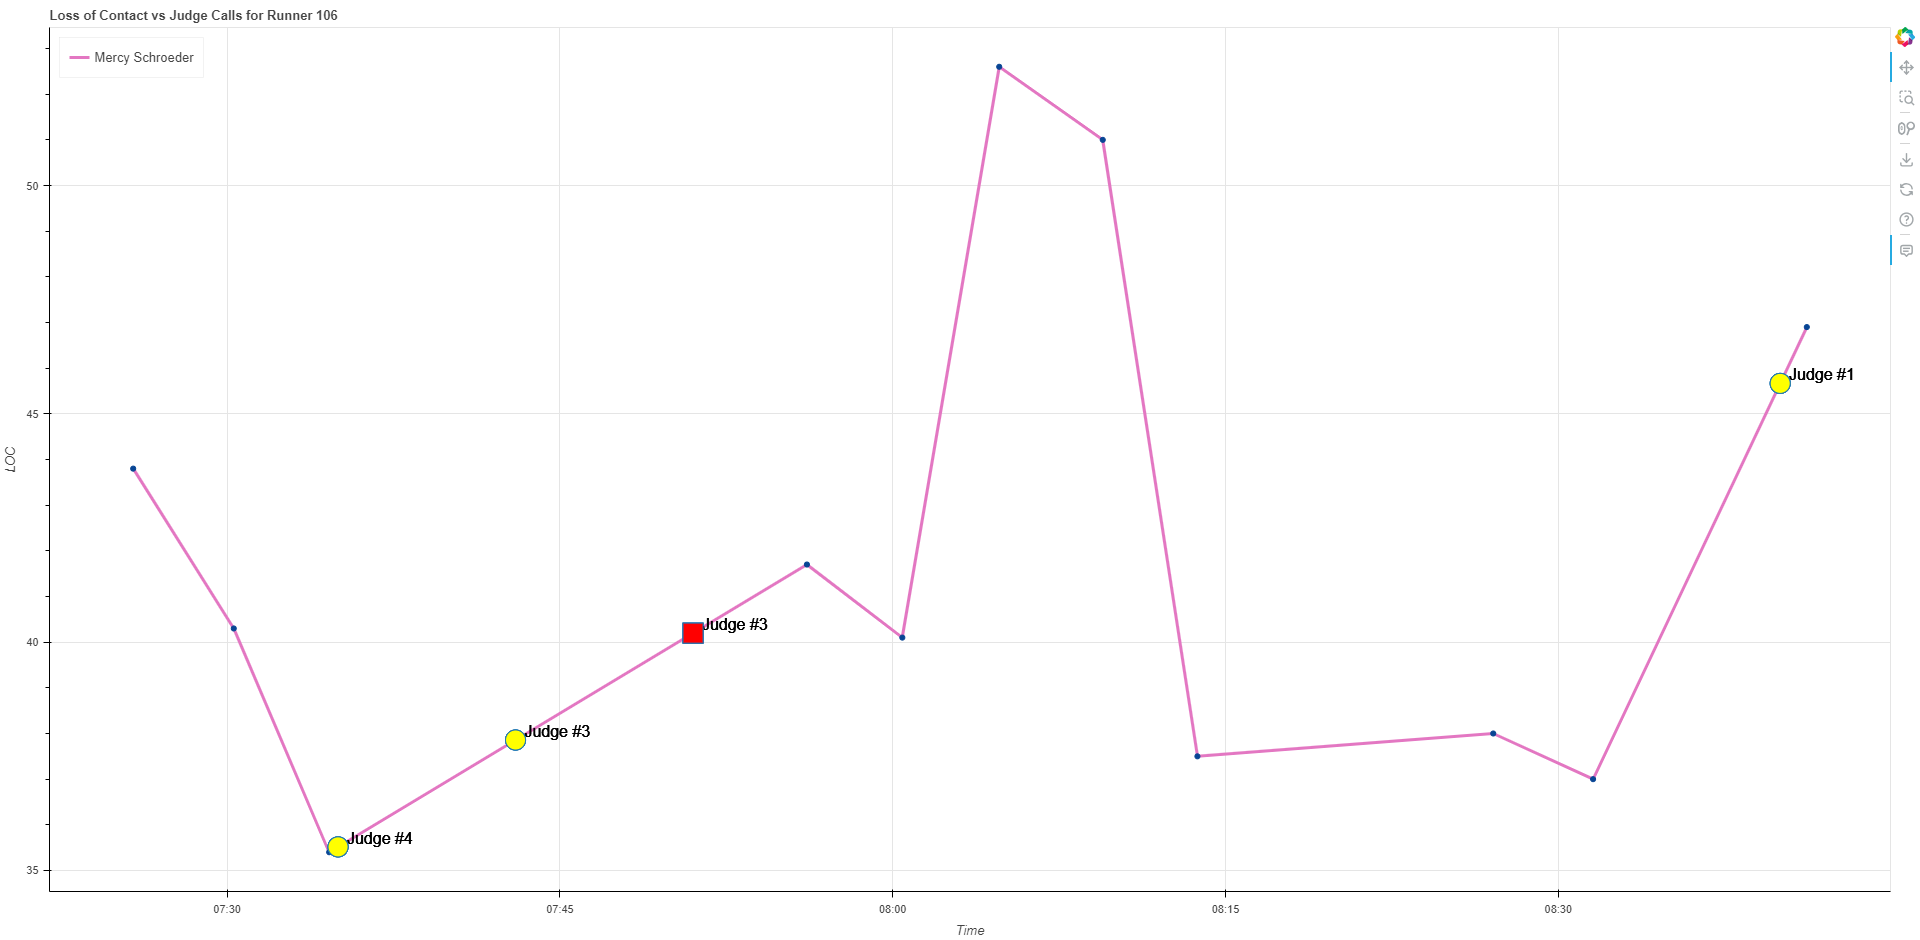 Loss of Contact vs Judge Calls for Runner 106
Mercy Schroeder
50
45
40
35
LOC
Judge #1
Judge #3
Judge #3
Judge #4
07:30
07:45
08:00
08:15
08:30
Time